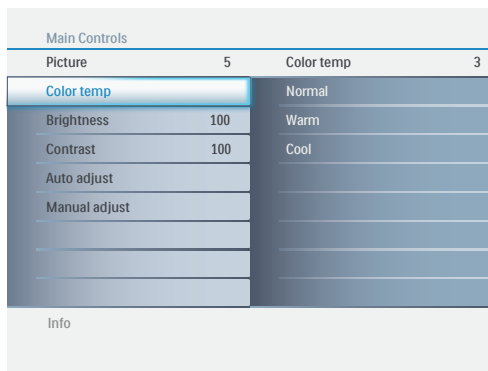 Main Controls
Picture 5 Color temp 3
Color temp Normal
Brightness 100 Warm
Contrast 100 Cool
Auto adjust
Manual adjust
Info